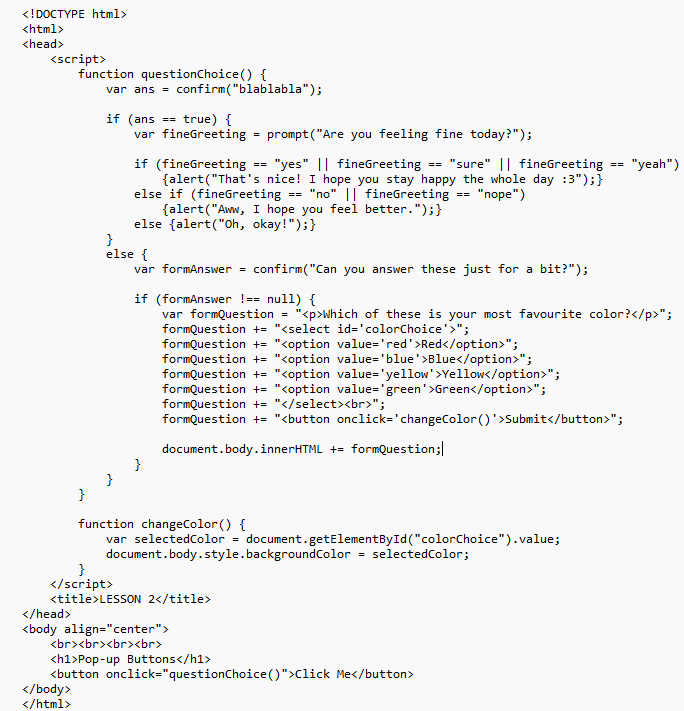 <!DOCTYPE html>
<html>
<head>
    <script>
        function questionChoice() {
            var ans = confirm("blablabla");

            if (ans == true) {
                var fineGreeting = prompt("Are you feeling fine today?");

                if (fineGreeting == "yes" || fineGreeting == "sure" || fineGreeting == "yeah")
                    {alert("That's nice! I hope you stay happy the whole day :3");}
                else if (fineGreeting == "no" || fineGreeting == "nope")
                    {alert("Aww, I hope you feel better.");}
                else {alert("Oh, okay!");}
            }
            else {
                var formAnswer = confirm("Can you answer these just for a bit?");

                if (formAnswer !== null) {
                    var formQuestion = "<p>Which of these is your most favourite color?</p>";
                    formQuestion += "<select id='colorChoice'>";
                    formQuestion += "<option value='red'>Red</option>";
                    formQuestion += "<option value='blue'>Blue</option>";
                    formQuestion += "<option value='yellow'>Yellow</option>";
                    formQuestion += "<option value='green'>Green</option>";
                    formQuestion += "</select><br>";
                    formQuestion += "<button onclick='changeColor()'>Submit</button>";

                    document.body.innerHTML += formQuestion;
                }
            }
        }

        function changeColor() {
            var selectedColor = document.getElementById("colorChoice").value;
            document.body.style.backgroundColor = selectedColor;
        }
    </script>
    <title>LESSON 2</title>
</head>
<body align="center">
    <br><br><br><br>
    <h1>Pop-up Buttons</h1>
    <button onclick="questionChoice()">Click Me</button>
</body>
</html>